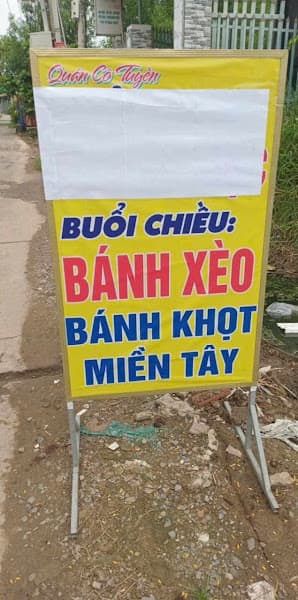 Quán Cô Tuyền
BUỔI CHIỀU:
BÁNH XÈO
BÁNH KHỌT
MIỀN TÂY